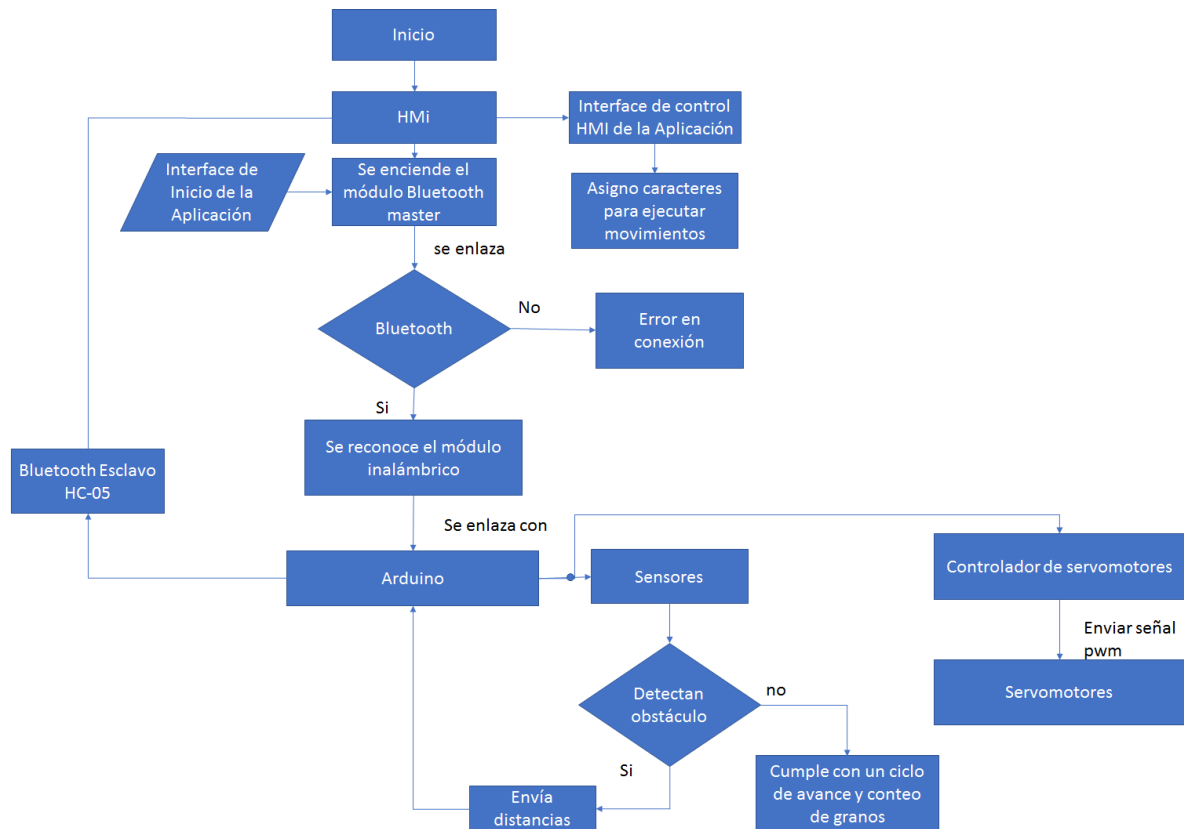 Inicio
HMi
Interface de control
HMI de la Aplicación
Interface de
Inicio de la
Aplicación
Se enciende el
módulo Bluetooth
master
Asigno caracteres
para ejecutar
movimientos
se enlaza
Bluetooth
No
Error en
conexión
Si
Se reconoce el módulo
inalámbrico
Bluetooth Esclavo
HC-05
Se enlaza con
Arduino
Sensores
Controlador de servomotores
Enviar señal
pwm
Servomotores
Detectan
obstáculo
no
Si
Envía
distancias
Cumple con un ciclo
de avance y conteo
de granos